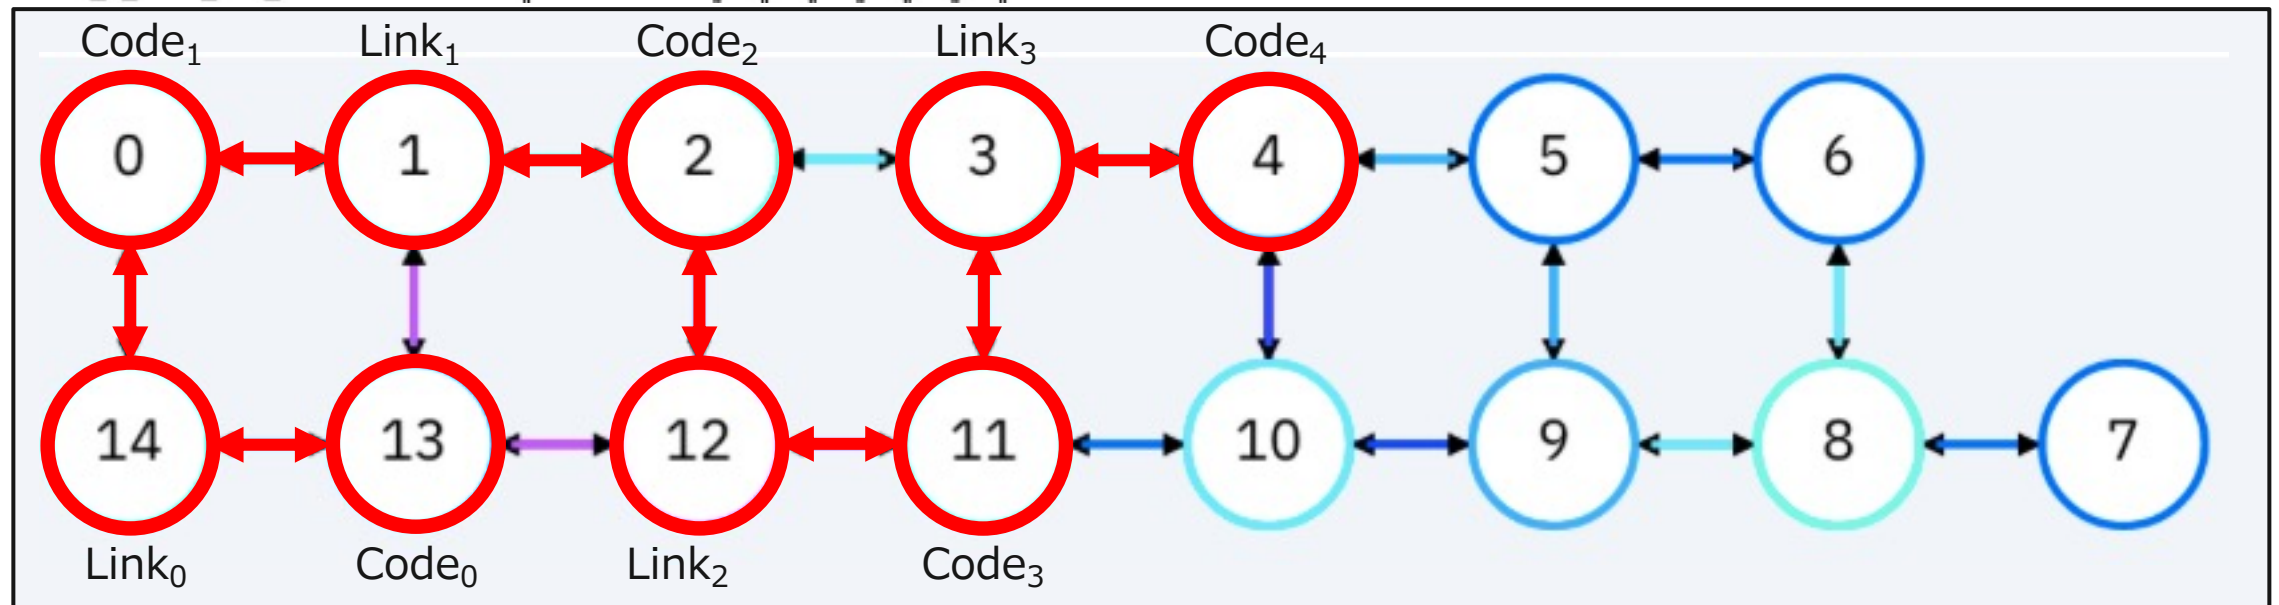 Code₁ Link₁ Code₂ Link₃ Code₄
0 1 2 3 4 5 6
14 13 12 11 10 9 8 7
Link₀ Code₀ Link₂ Code₃